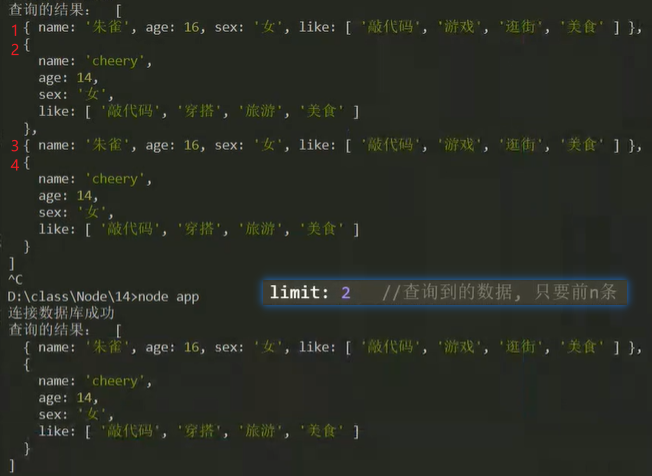 查询的结果： [
1 { name: '朱雀', age: 16, sex: '女', like: [ '敲代码', '游戏', '逛街', '美食' ] },
2 {
name: 'cheery',
age: 14,
sex: '女',
like: [ '敲代码', '穿搭', '旅游', '美食' ]
},
3 { name: '朱雀', age: 16, sex: '女', like: [ '敲代码', '游戏', '逛街', '美食' ] },
4 {
name: 'cheery',
age: 14,
sex: '女',
like: [ '敲代码', '穿搭', '旅游', '美食' ]
}
]
^C
D:\class\Node\14>node app
limit: 2 //查询到的数据, 只要前n条
连接数据库成功
查询的结果： [
{ name: '朱雀', age: 16, sex: '女', like: [ '敲代码', '游戏', '逛街', '美食' ] },
{
name: 'cheery',
age: 14,
sex: '女',
like: [ '敲代码', '穿搭', '旅游', '美食' ]
}
]